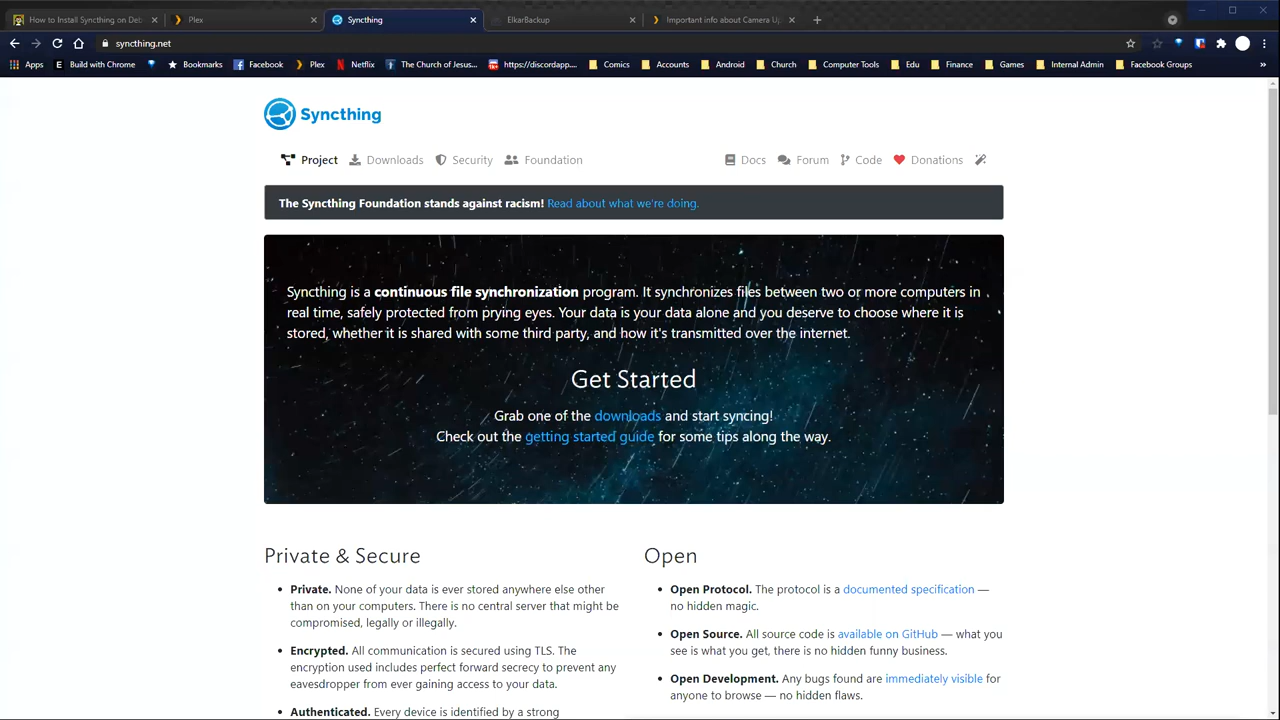 How to Install Syncthing on Deb
Plex
Syncthing
ElkarBackup
Important info about Camera Up
syncthing.net
Apps
Build with Chrome
Bookmarks
Facebook
Plex
Netflix
The Church of Jesus...
https://discordapp....
Comics
Accounts
Android
Church
Computer Tools
Edu
Finance
Games
Internal Admin
Facebook Groups
»
Syncthing
Project
Downloads
Security
Foundation
Docs
Forum
Code
Donations
The Syncthing Foundation stands against racism! Read about what we're doing.
Syncthing is a continuous file synchronization program. It synchronizes files between two or more computers in
real time, safely protected from prying eyes. Your data is your data alone and you deserve to choose where it is
stored, whether it is shared with some third party, and how it's transmitted over the internet.
Get Started
Grab one of the downloads and start syncing!
Check out the getting started guide for some tips along the way.
Private & Secure
• Private. None of your data is ever stored anywhere else other
than on your computers. There is no central server that might be
compromised, legally or illegally.
• Encrypted. All communication is secured using TLS. The
encryption used includes perfect forward secrecy to prevent any
eavesdropper from ever gaining access to your data.
• Authenticated. Every device is identified by a strong
Open
• Open Protocol. The protocol is a documented specification —
no hidden magic.
• Open Source. All source code is available on GitHub — what you
see is what you get, there is no hidden funny business.
• Open Development. Any bugs found are immediately visible for
anyone to browse — no hidden flaws.